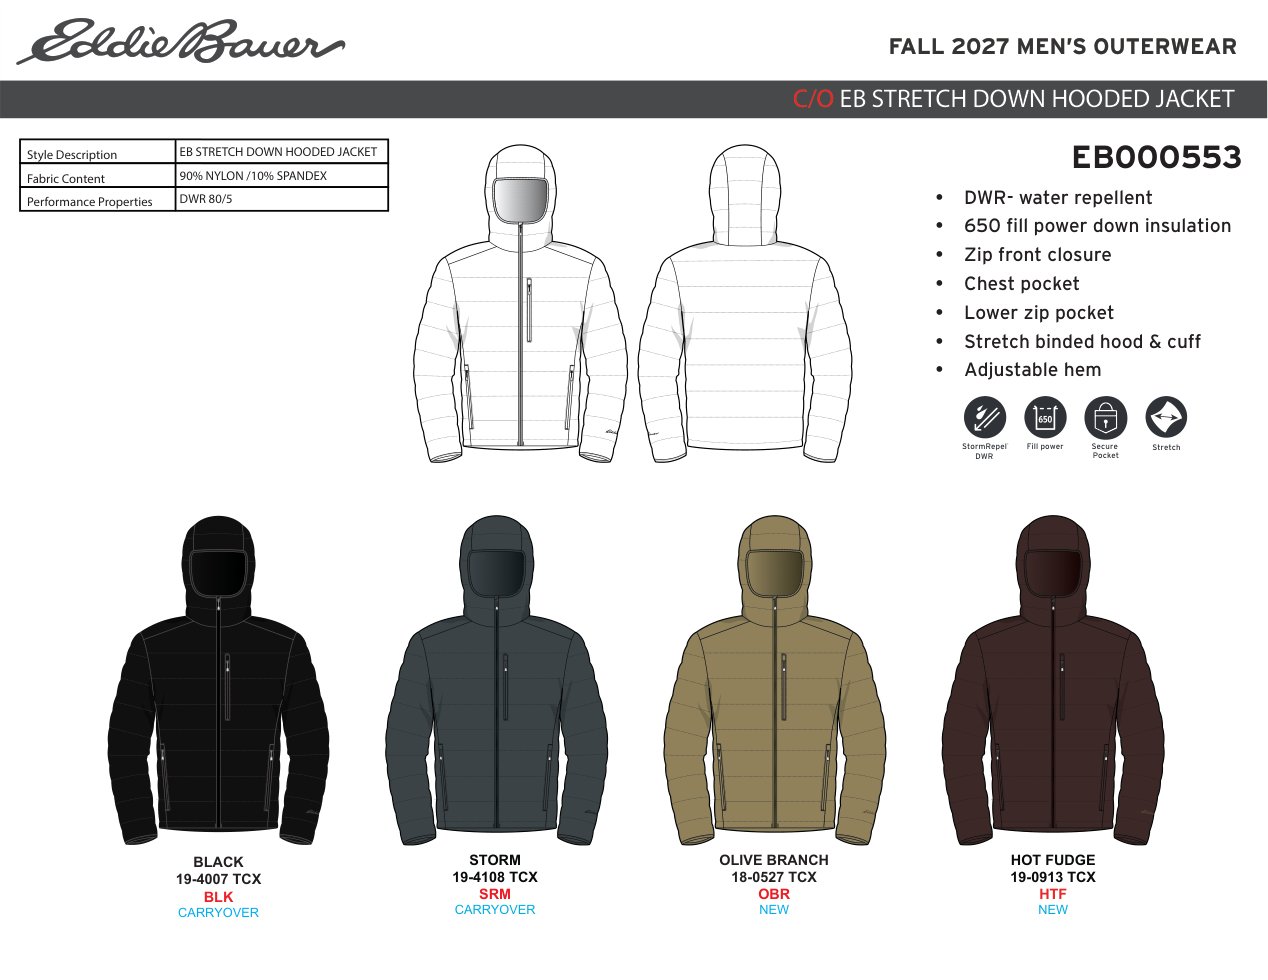 Eddie Bauer
FALL 2027 MEN'S OUTERWEAR
C/O EB STRETCH DOWN HOODED JACKET
Style Description EB STRETCH DOWN HOODED JACKET
Fabric Content 90% NYLON /10% SPANDEX
Performance Properties DWR 80/5
EB000553
• DWR- water repellent
• 650 fill power down insulation
• Zip front closure
• Chest pocket
• Lower zip pocket
• Stretch binded hood & cuff
• Adjustable hem
650
StormRepel
DWR
Fill power
Secure
Pocket
Stretch
BLACK
19-4007 TCX
BLK
CARRYOVER
STORM
19-4108 TCX
SRM
CARRYOVER
OLIVE BRANCH
18-0527 TCX
OBR
NEW
HOT FUDGE
19-0913 TCX
HTF
NEW